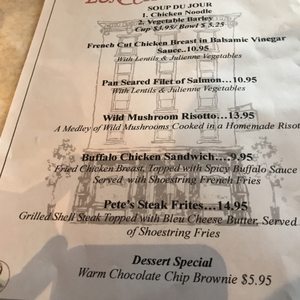 SOUP DU JOUR
1. Chicken Noodle
2. Vegetable Barley
Cup $3.95/ Bowl $ 5.25
French Cut Chicken Breast in Balsamic Vinegar
Sauce..10.95
With Lentils & Julienne Vegetables
Pan Seared Filet of Salmon...10.95
With Lentils & Julienne Vegetables
Wild Mushroom Risotto...13.95
A Medley of Wild Mushrooms Cooked in a Homemade Risot
Buffalo Chicken Sandwich....9.95
Fried Chicken Breast, Topped with Spicy Buffalo Sauce
Served with Shoestring French Fries
Pete's Steak Frites...14.95
Grilled Shell Steak Topped with Bleu Cheese Butter, Served
of Shoestring Fries
Dessert Special
Warm Chocolate Chip Brownie $5.95